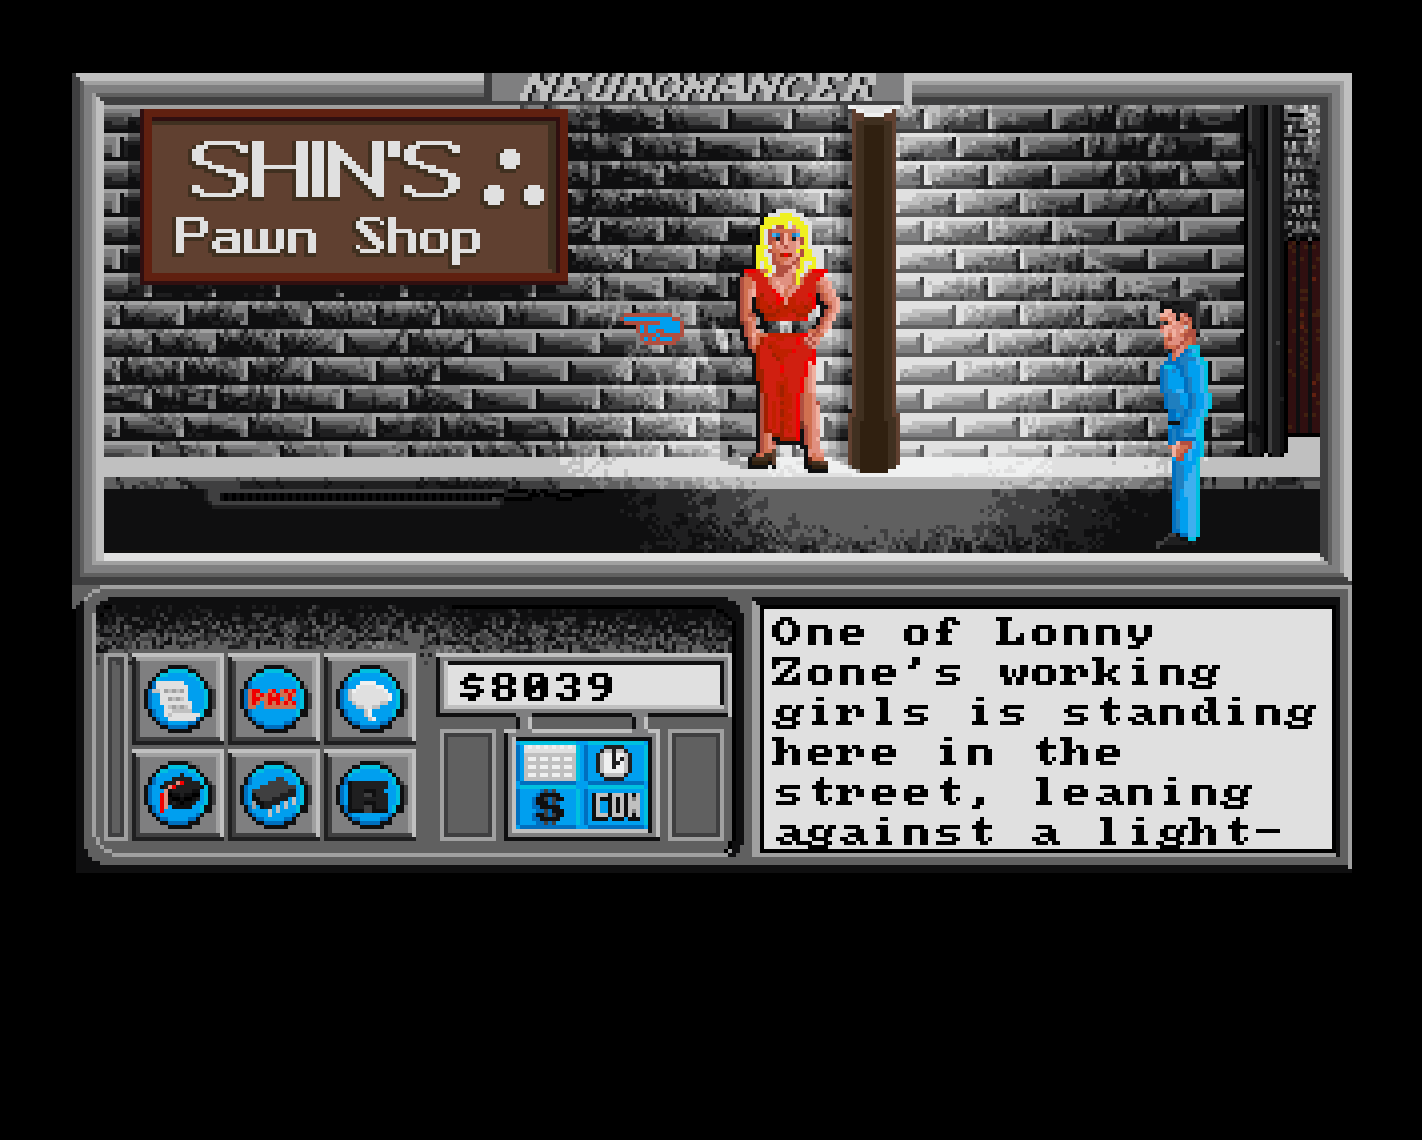 NEUROMANCER
SHIN'S
Pawn Shop
PAX
$8039
$
COM
R
One of Lonny
Zone's working
girls is standing
here in the
street, leaning
against a light-